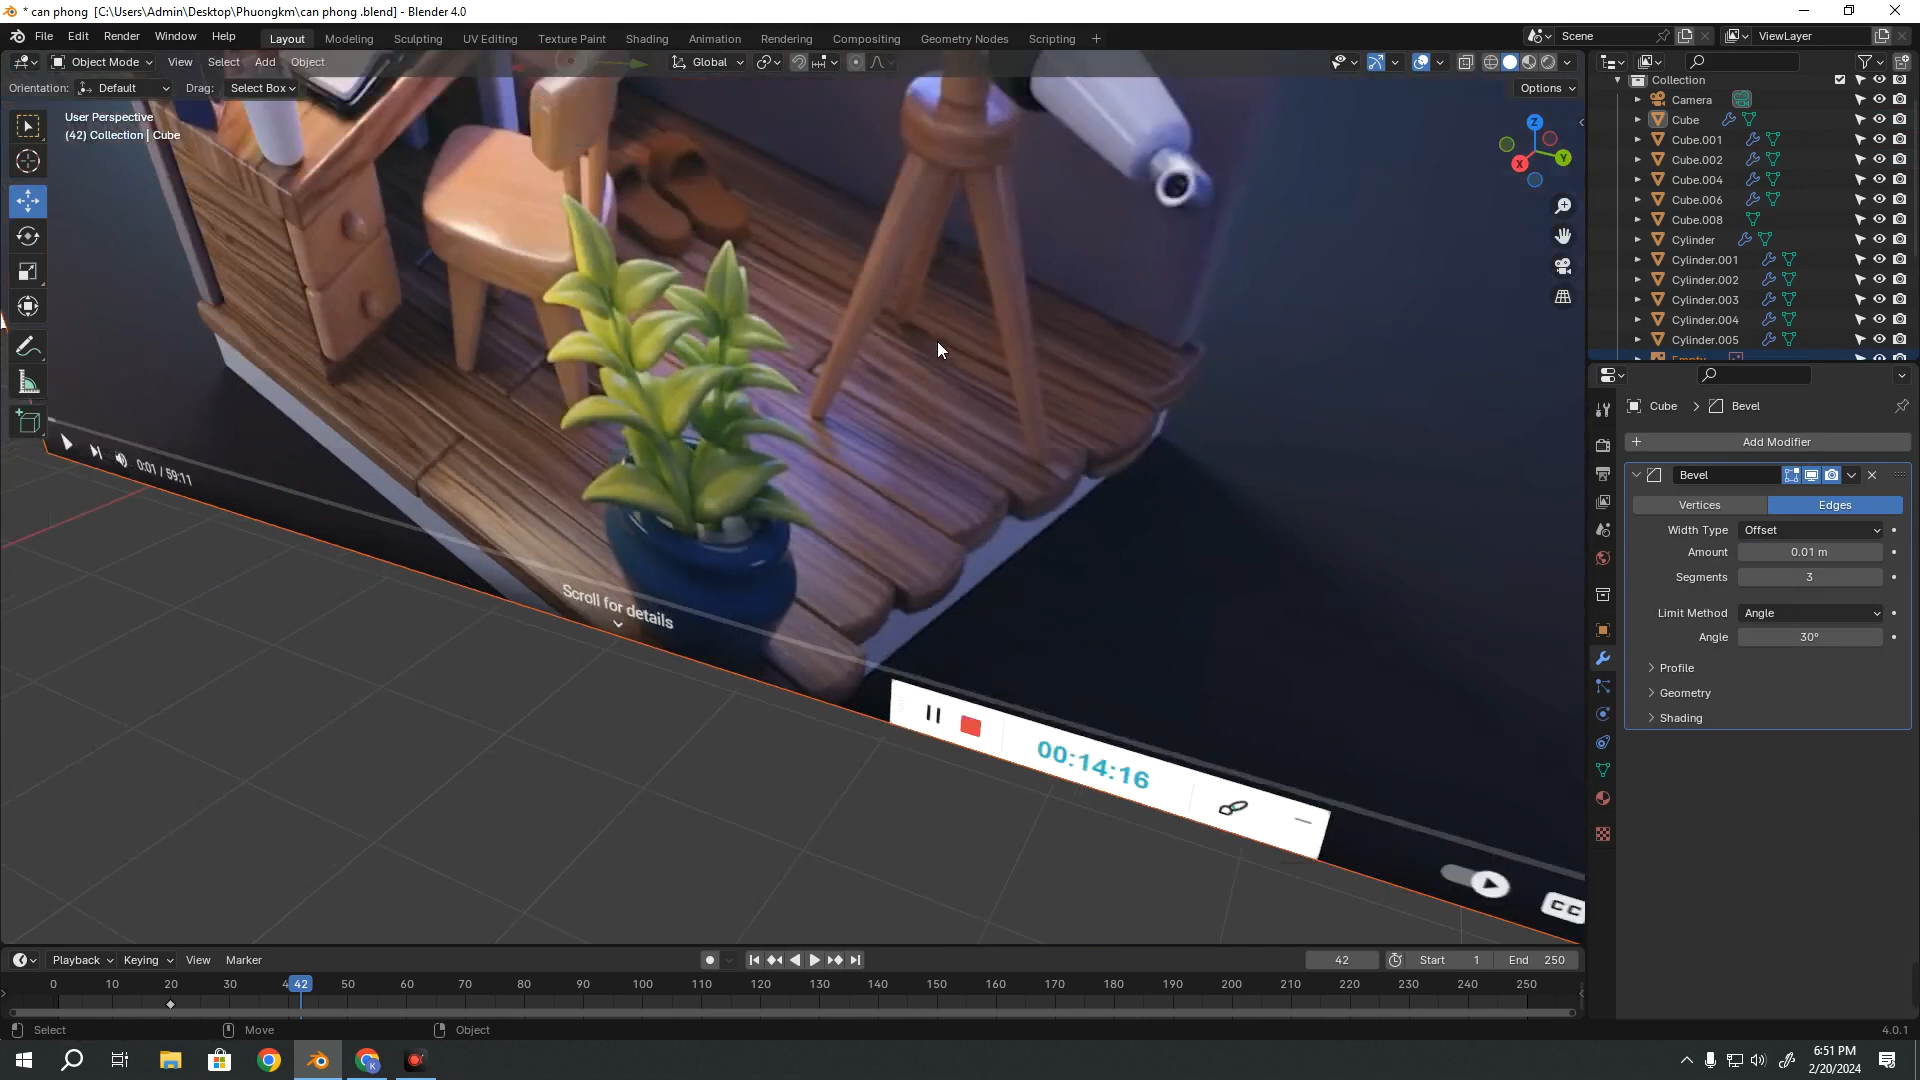 * can phong  [C:\Users\Admin\Desktop\Phuongkm\can phong .blend] - Blender 4.0
File Edit Render Window Help
Layout Modeling Sculpting UV Editing Texture Paint Shading Animation Rendering Compositing Geometry Nodes Scripting +
Scene
ViewLayer
Object Mode View Select Add Object
Global
Orientation: Default Drag: Select Box
Options
User Perspective
(42) Collection | Cube
Z
X
Y
Collection
Camera
Cube
Cube.001
Cube.002
Cube.004
Cube.006
Cube.008
Cylinder
Cylinder.001
Cylinder.002
Cylinder.003
Cylinder.004
Cylinder.005
Empty
Cube > Bevel
+ Add Modifier
Bevel
Vertices Edges
Width Type Offset
Amount 0.01 m
Segments 3
Limit Method Angle
Angle 30°
Profile
Geometry
Shading
0:01 / 59:11
Scroll for details
00:14:16
CC
Playback Keying View Marker
42
Start 1 End 250
0 10 20 30 4 42 50 60 70 80 90 100 110 120 130 140 150 160 170 180 190 200 210 220 230 240 250
Select Move Object
4.0.1
K
6:51 PM
2/20/2024